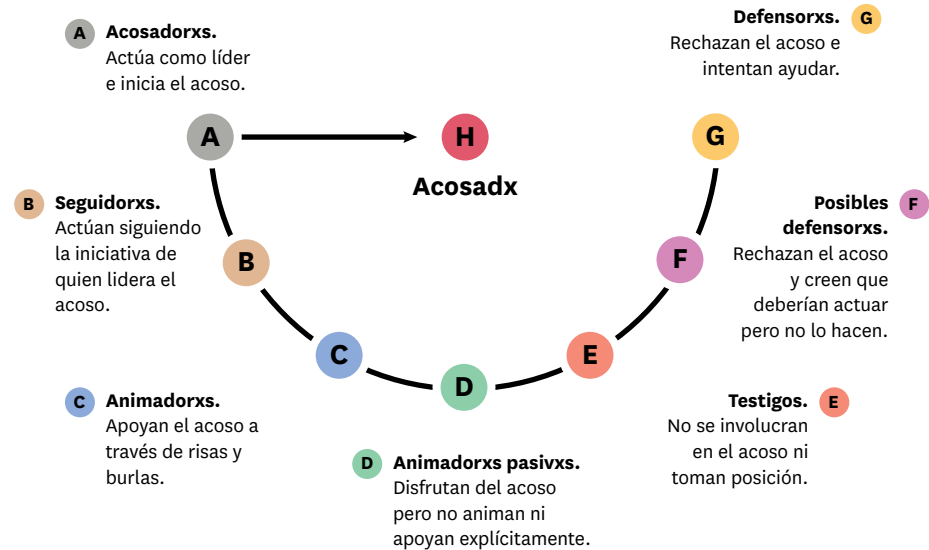 A
Acosadorxs.
Actúa como líder
e inicia el acoso.
Defensorxs.
G
Rechazan el acoso e
intentan ayudar.
A
H
G
Acosadx
B
Seguidorxs.
Actúan siguiendo
la iniciativa de
quien lidera el
acoso.
B
F
Posibles
F
defensorxs.
Rechazan el acoso
y creen que
deberían actuar
pero no lo hacen.
C
D
E
C
Animadorxs.
Apoyan el acoso a
través de risas y
burlas.
D
Animadorxs pasivxs.
Disfrutan del acoso
pero no animan ni
apoyan explícitamente.
Testigos.
E
No se involucran
en el acoso ni
toman posición.